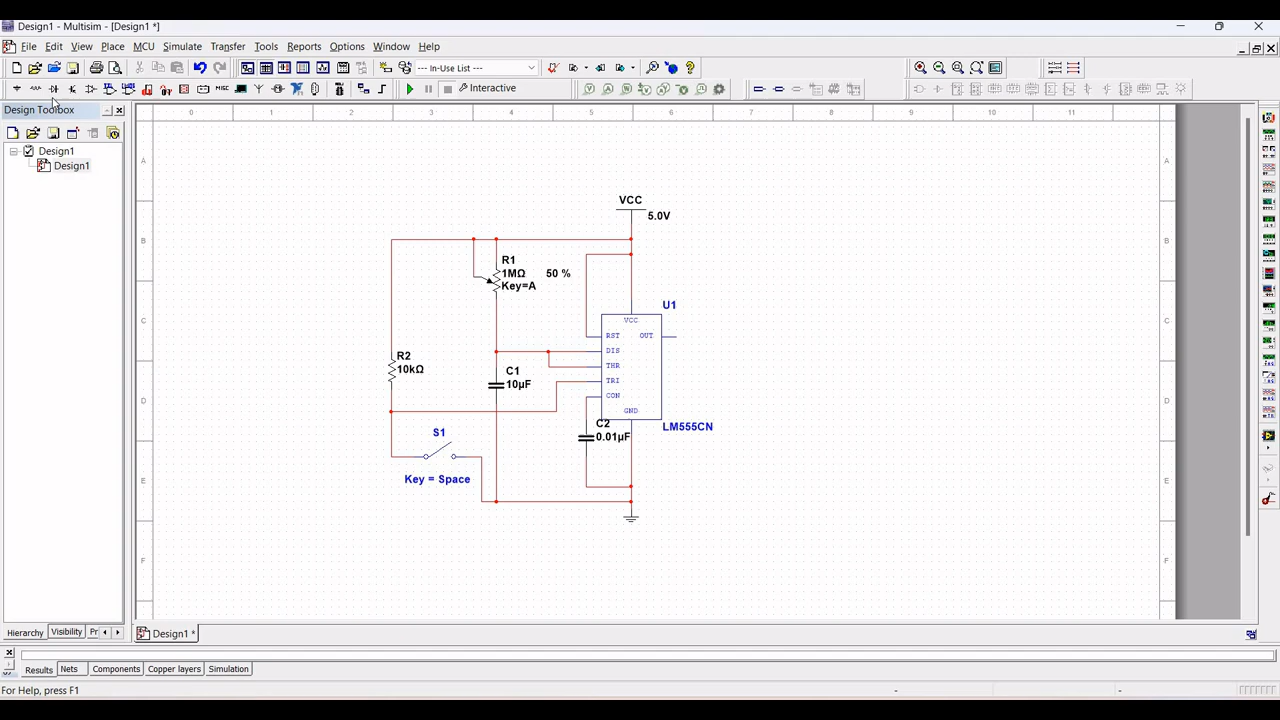 Design1 - Multisim - [Design1 *]
File Edit View Place MCU Simulate Transfer Tools Reports Options Window Help
--- In-Use List ---
MISC
Interactive
Design Toolbox
0 1 2 3 4 5 6 7 8 9 10 11
Design1
Design1
A A
VCC
5.0V
B B
R1
1MΩ 50 %
Key=A
U1
VCC
C C
RST OUT
DIS
THR
TRI
CON
GND
R2
10kΩ
C1
10µF
D D
C2
0.01µF
LM555CN
S1
Key = Space
E E
F F
Hierarchy Visibility Pr
Design1 *
Results Nets Components Copper layers Simulation
For Help, press F1 - -